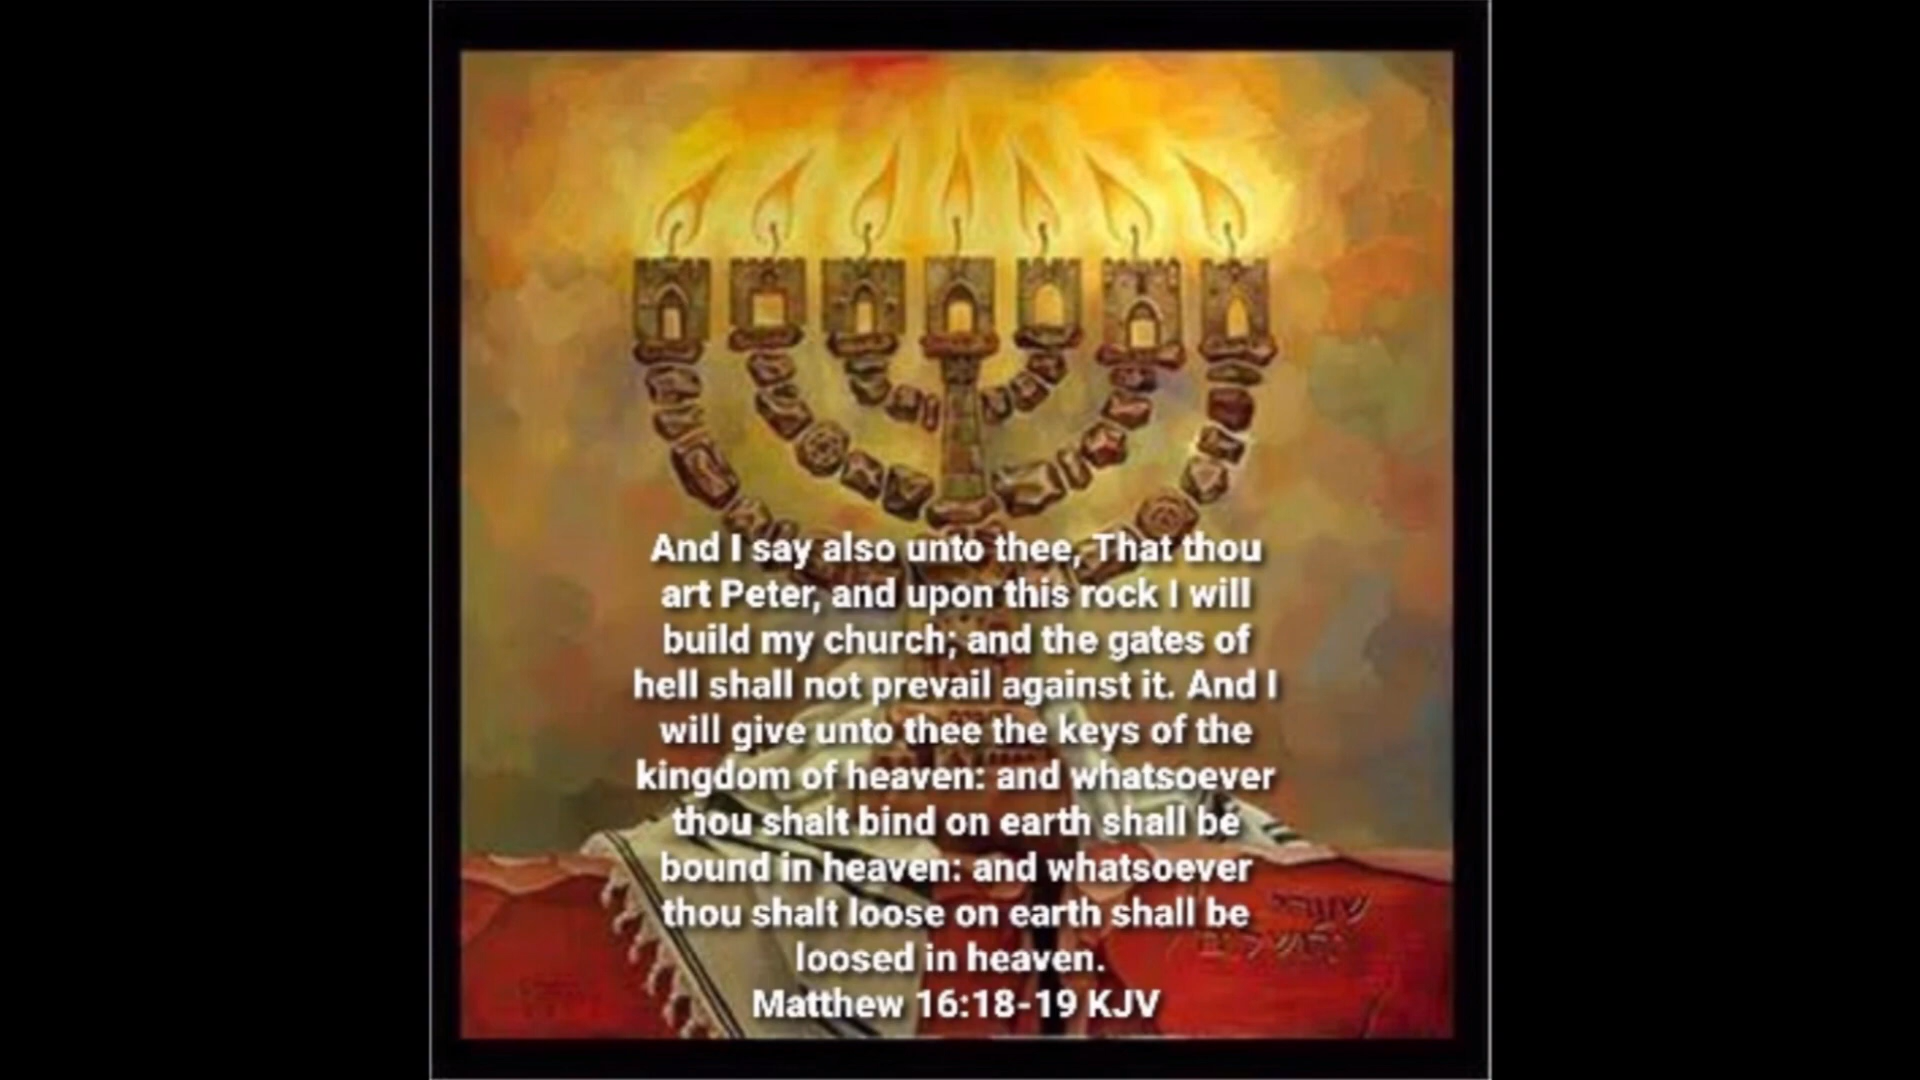 And I say also unto thee, That thou
art Peter, and upon this rock I will
build my church; and the gates of
hell shall not prevail against it. And I
will give unto thee the keys of the
kingdom of heaven: and whatsoever
thou shalt bind on earth shall be
bound in heaven: and whatsoever
thou shalt loose on earth shall be
loosed in heaven.
Matthew 16:18-19 KJV